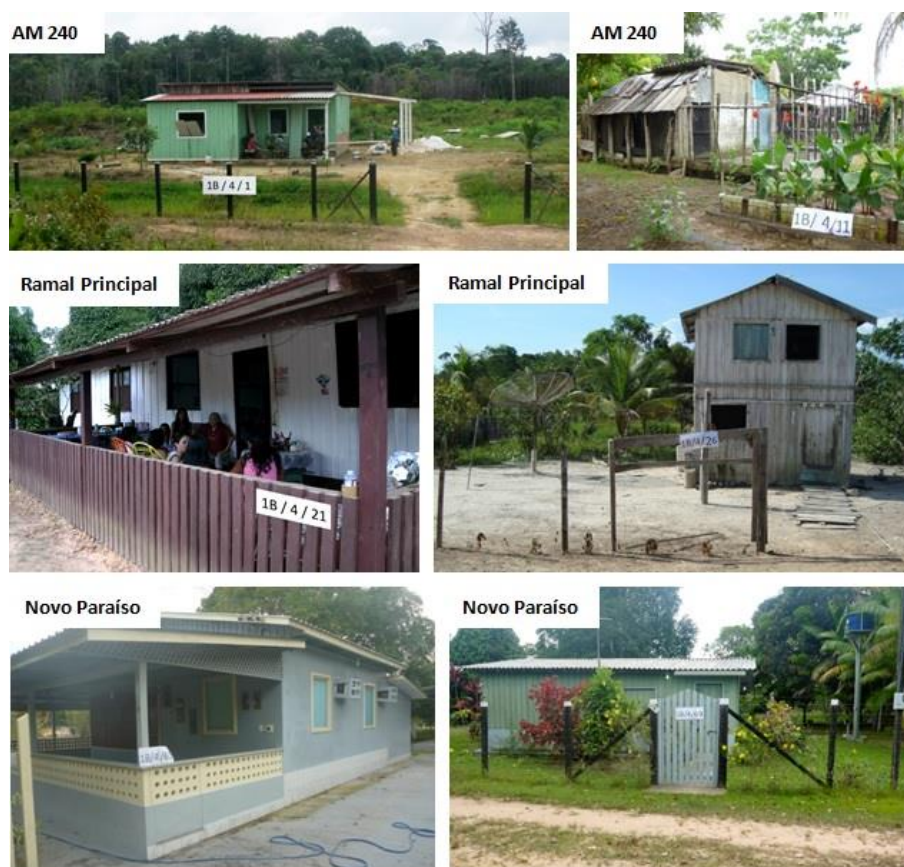 AM 240
AM 240
1B / 4 / 1
1B/ 4/11
Ramal Principal
Ramal Principal
1B / 4 / 21
1B/4/26
Novo Paraíso
Novo Paraíso